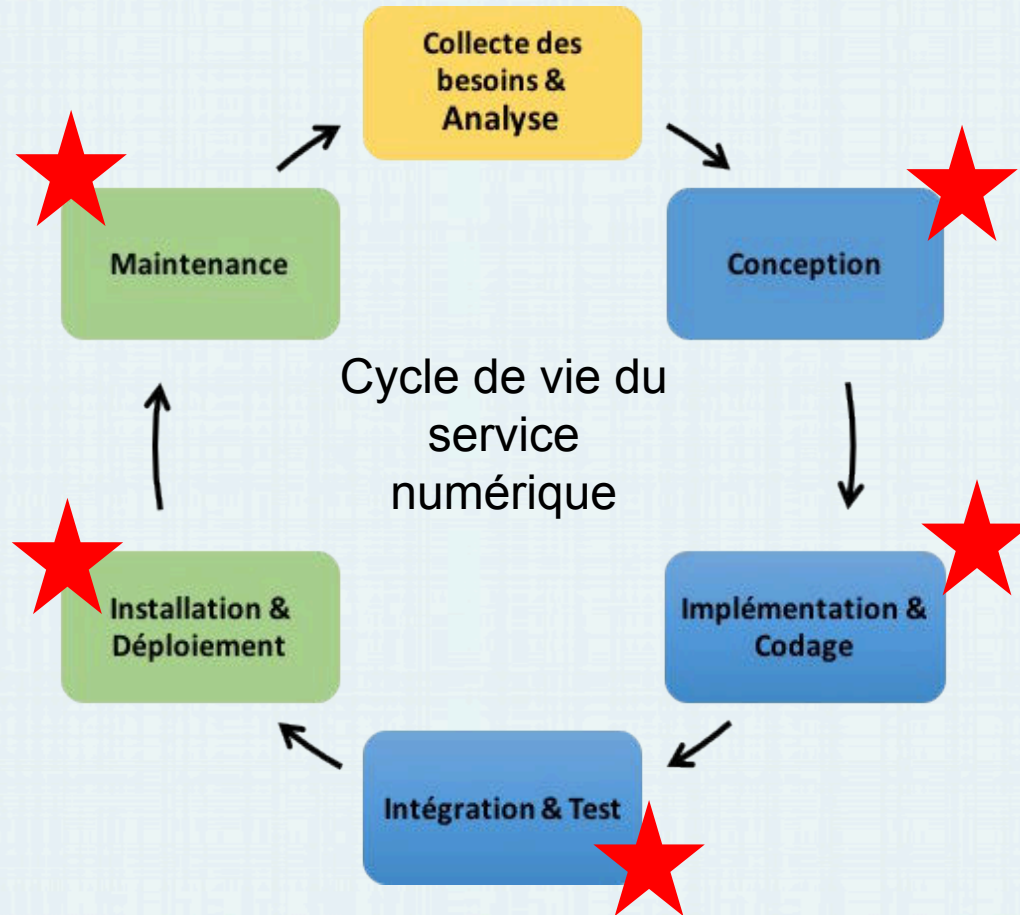 Collecte des
besoins &
Analyse
Maintenance
Conception
Cycle de vie du
service
numérique
Installation &
Déploiement
Implémentation &
Codage
Intégration & Test